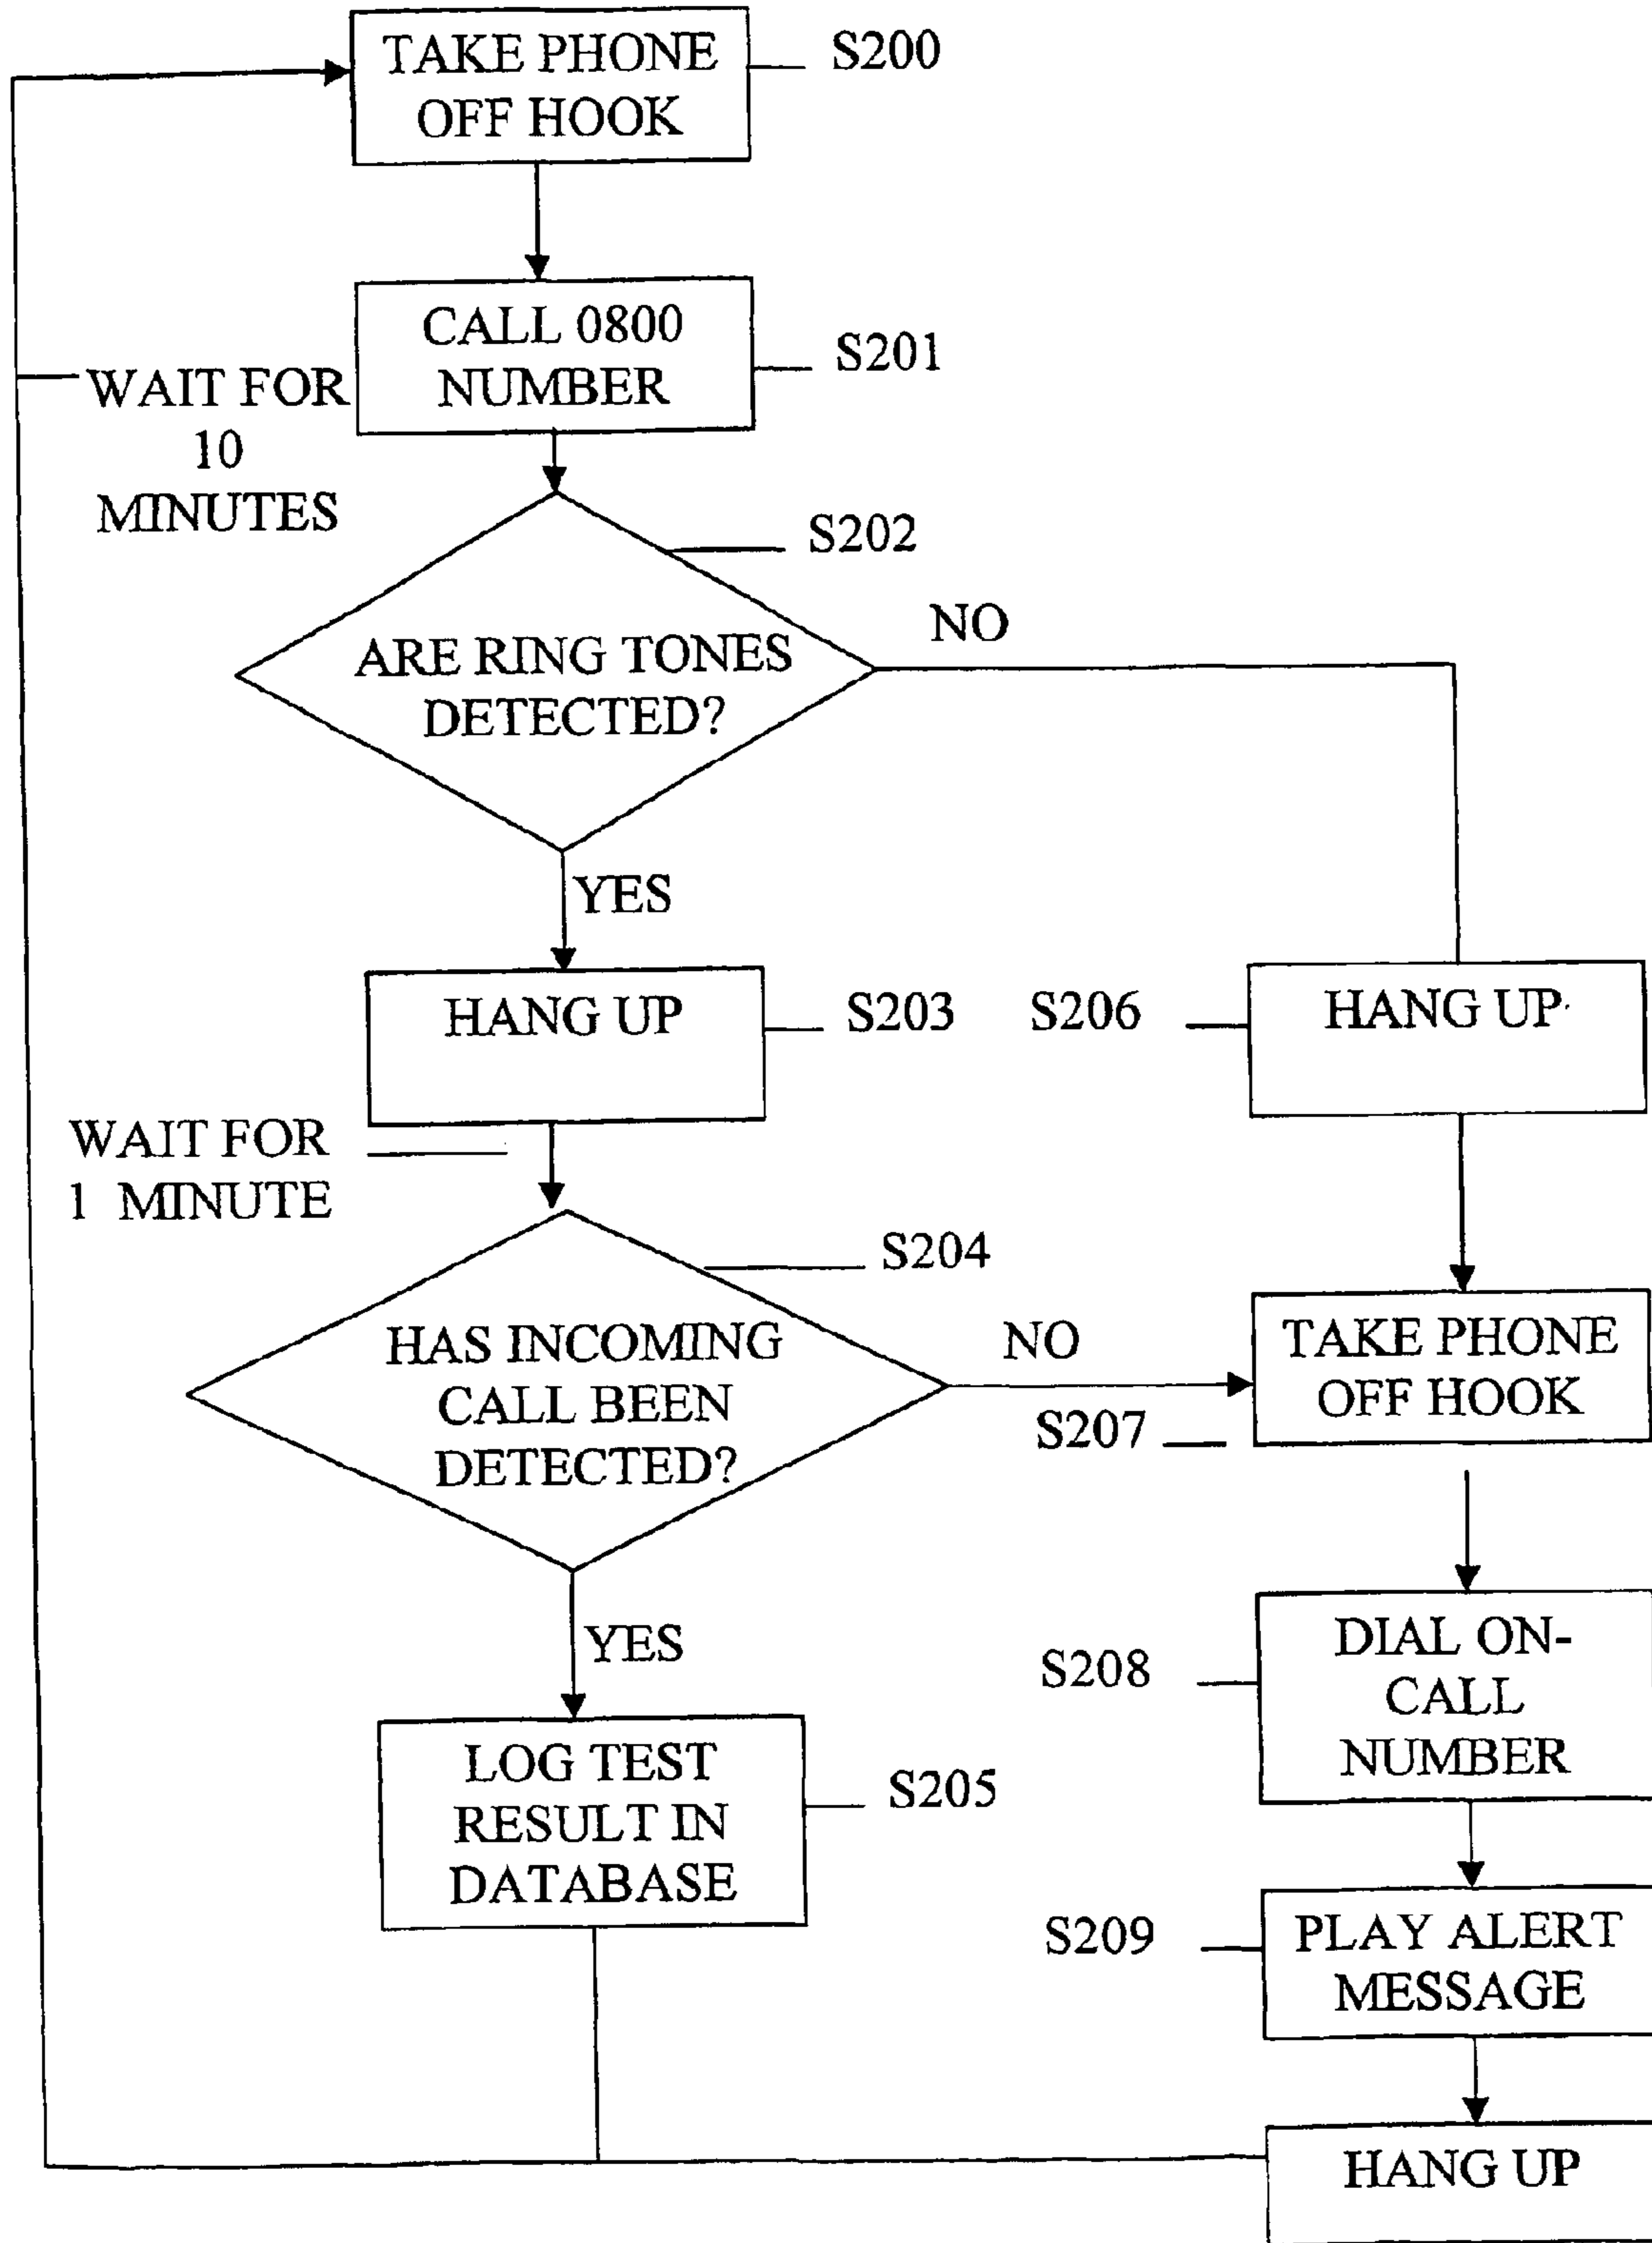 TAKE PHONE
OFF HOOK
S200
CALL 0800
NUMBER
S201
WAIT FOR
10
MINUTES
S202
ARE RING TONES
DETECTED?
NO
YES
HANG UP
S203
S206
HANG UP
WAIT FOR
1 MINUTE
S204
HAS INCOMING
CALL BEEN
DETECTED?
NO
S207
TAKE PHONE
OFF HOOK
YES
S208
DIAL ON-
CALL
NUMBER
LOG TEST
RESULT IN
DATABASE
S205
S209
PLAY ALERT
MESSAGE
HANG UP